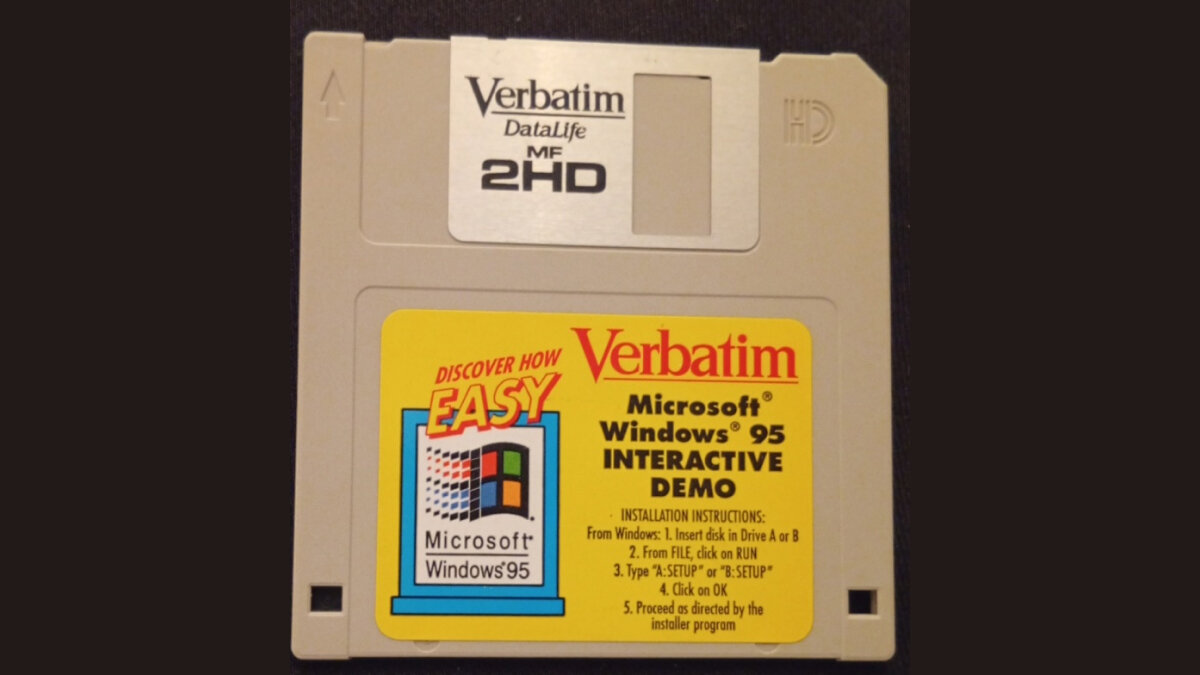 Verbatim
DataLife
MF
2HD
HD
DISCOVER HOW
EASY
Microsoft®
Windows®95
Verbatim
Microsoft®
Windows® 95
INTERACTIVE
DEMO
INSTALLATION INSTRUCTIONS:
From Windows: 1. Insert disk in Drive A or B
2. From FILE, click on RUN
3. Type "A:SETUP" or "B:SETUP"
4. Click on OK
5. Proceed as directed by the
installer program